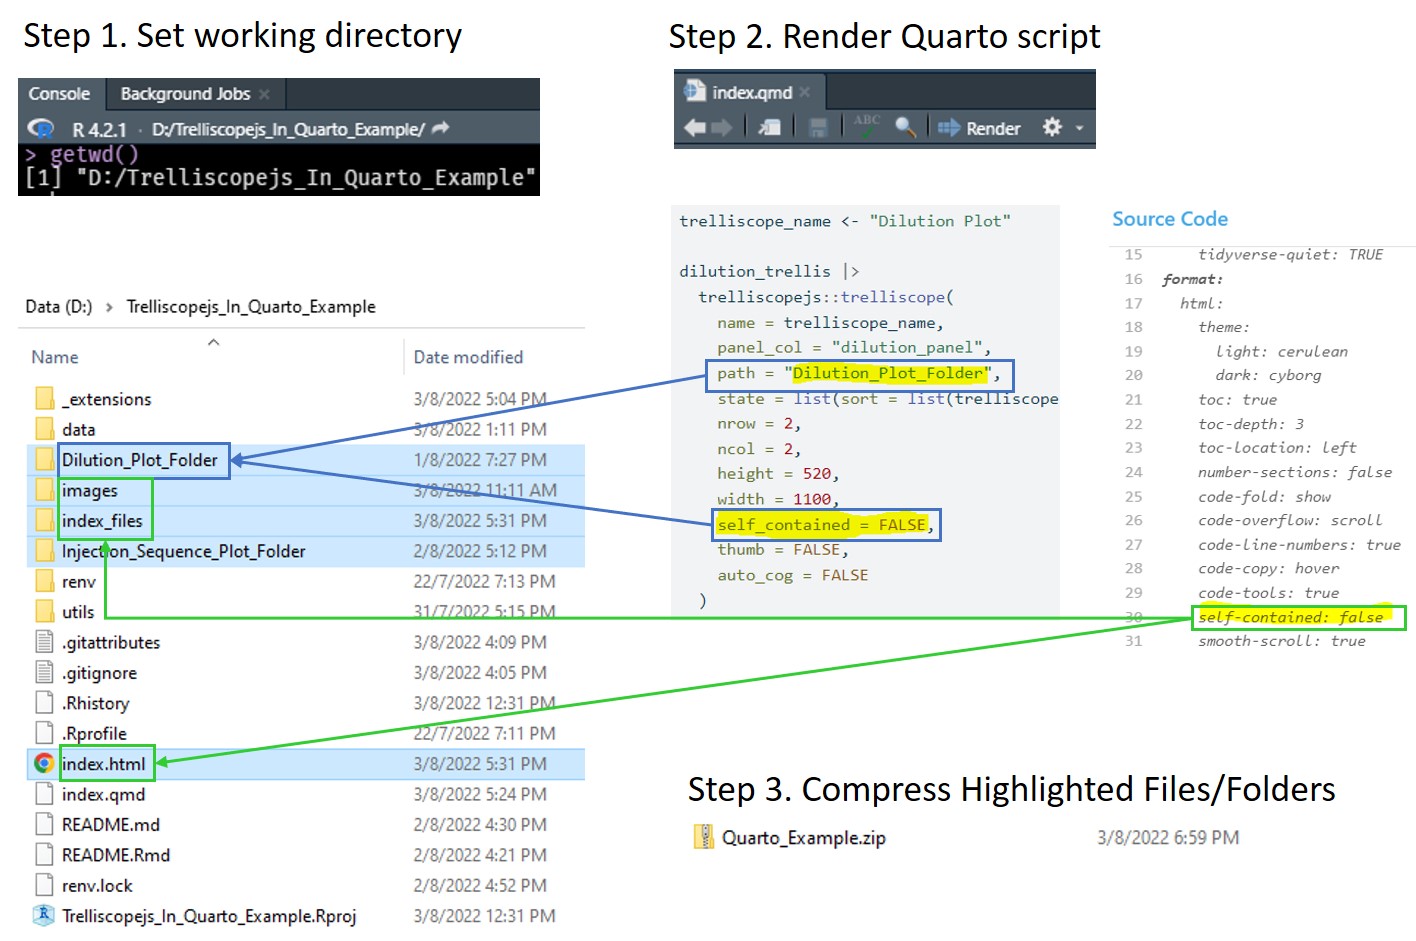 Step 1. Set working directory
Console
Background Jobs
R 4.2.1 · D:/Trelliscopejs_In_Quarto_Example/
> getwd()
[1] "D:/Trelliscopejs_In_Quarto_Example"
Data (D:) > Trelliscopejs_In_Quarto_Example
Name Date modified
_extensions 3/8/2022 5:04 PM
data 3/8/2022 1:11 PM
Dilution_Plot_Folder 1/8/2022 7:27 PM
images 3/8/2022 11:11 AM
index_files 3/8/2022 5:31 PM
Injection_Sequence_Plot_Folder 2/8/2022 5:12 PM
renv 22/7/2022 7:13 PM
utils 31/7/2022 5:15 PM
.gitattributes 3/8/2022 4:09 PM
.gitignore 3/8/2022 4:05 PM
.Rhistory 3/8/2022 12:31 PM
.Rprofile 22/7/2022 7:11 PM
index.html 3/8/2022 5:31 PM
index.qmd 3/8/2022 5:24 PM
README.md 2/8/2022 4:30 PM
README.Rmd 2/8/2022 4:21 PM
renv.lock 2/8/2022 4:52 PM
Trelliscopejs_In_Quarto_Example.Rproj 3/8/2022 12:31 PM
Step 2. Render Quarto script
index.qmd
ABC
Render
trelliscope_name <- "Dilution Plot"
dilution_trellis |>
trelliscopejs::trelliscope(
name = trelliscope_name,
panel_col = "dilution_panel",
path = "Dilution_Plot_Folder",
state = list(sort = list(trelliscope
nrow = 2,
ncol = 2,
height = 520,
width = 1100,
self_contained = FALSE,
thumb = FALSE,
auto_cog = FALSE
)
Source Code
15 tidyverse-quiet: TRUE
16 format:
17 html:
18 theme:
19 light: cerulean
20 dark: cyborg
21 toc: true
22 toc-depth: 3
23 toc-location: left
24 number-sections: false
25 code-fold: show
26 code-overflow: scroll
27 code-line-numbers: true
28 code-copy: hover
29 code-tools: true
30 self-contained: false
31 smooth-scroll: true
Step 3. Compress Highlighted Files/Folders
Quarto_Example.zip 3/8/2022 6:59 PM